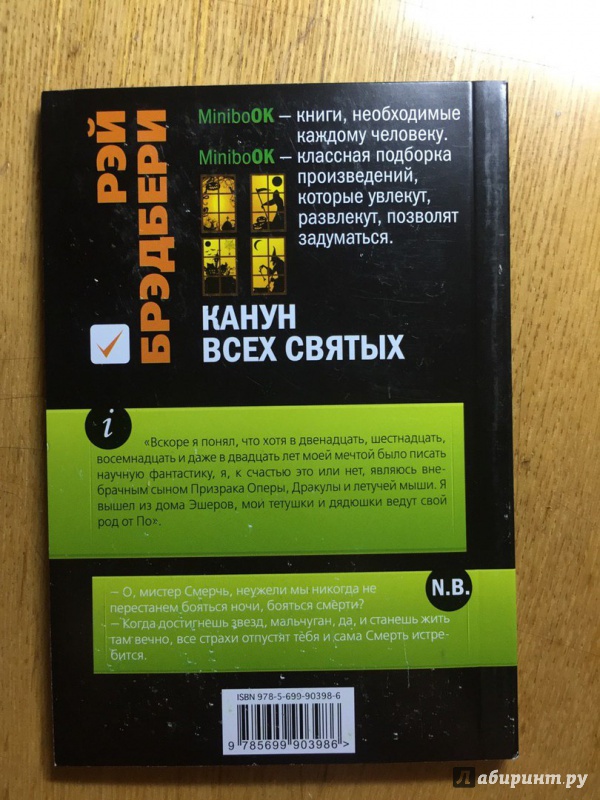 РЭЙ
БРЭДБЕРИ
MiniboOK – книги, необходимые
каждому человеку.
MiniboOK – классная подборка
произведений,
которые увлекут,
развлекут, позволят
задуматься.
КАНУН
ВСЕХ СВЯТЫХ
i
«Вскоре я понял, что хотя в двенадцать, шестнадцать,
восемнадцать и даже в двадцать лет моей мечтой было писать
научную фантастику, я, к счастью это или нет, являюсь вне-
брачным сыном Призрака Оперы, Дракулы и летучей мыши. Я
вышел из дома Эшеров, мои тетушки и дядюшки ведут свой
род от По».
N.B.
– О, мистер Смерчь, неужели мы никогда не
перестанем бояться ночи, бояться смерти?
– Когда достигнешь звезд, мальчуган, да, и станешь жить
там вечно, все страхи отпустят тебя и сама Смерть истре-
бится.
ISBN 978-5-699-90398-6
9 785699 903986 >
Лабиринт.ру